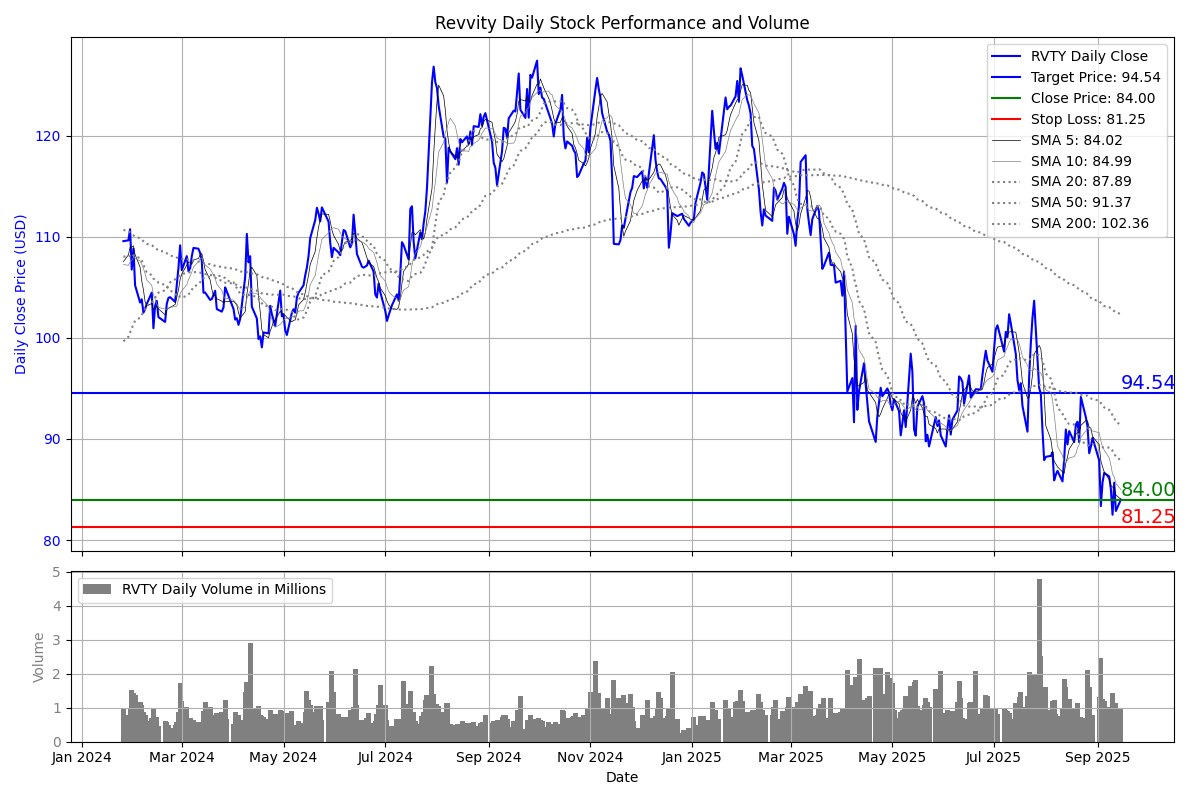 Revvity Daily Stock Performance and Volume
RVTY Daily Close
Target Price: 94.54
Close Price: 84.00
Stop Loss: 81.25
SMA 5: 84.02
SMA 10: 84.99
SMA 20: 87.89
SMA 50: 91.37
SMA 200: 102.36
Daily Close Price (USD)
120
110
100
90
80
94.54
84.00
81.25
RVTY Daily Volume in Millions
Volume
5
4
3
2
1
0
Jan 2024 Mar 2024 May 2024 Jul 2024 Sep 2024 Nov 2024 Jan 2025 Mar 2025 May 2025 Jul 2025 Sep 2025
Date